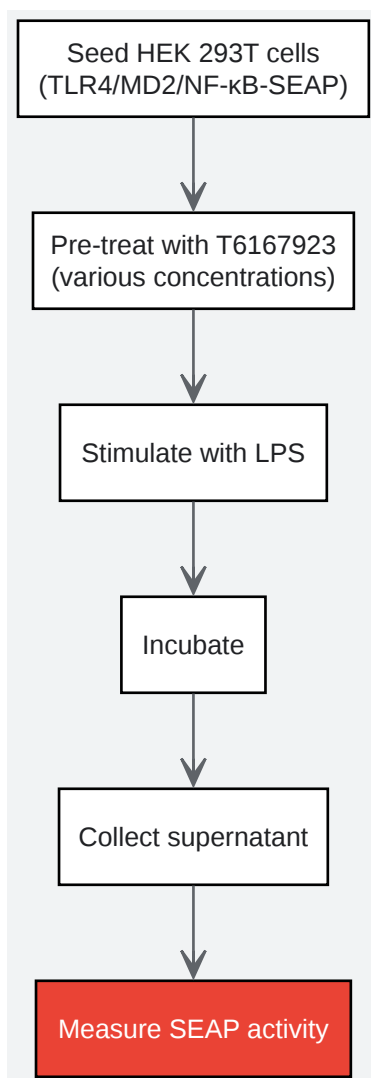 Seed HEK 293T cells
(TLR4/MD2/NF-κB-SEAP)
Pre-treat with T6167923
(various concentrations)
Stimulate with LPS
Incubate
Collect supernatant
Measure SEAP activity